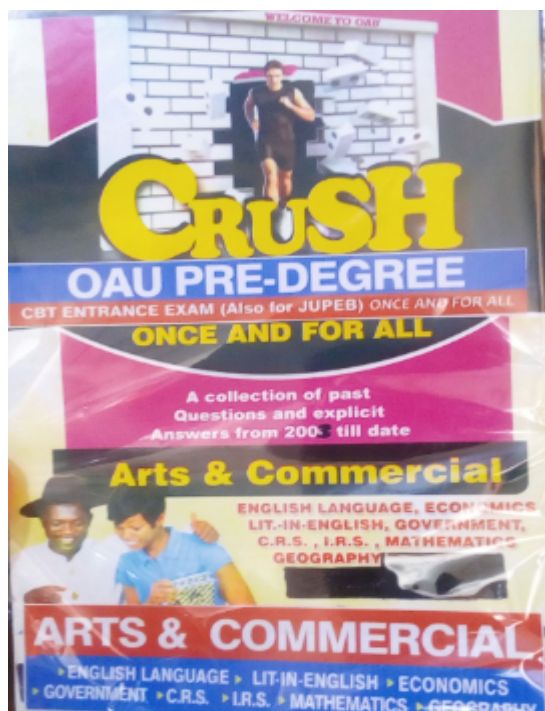 WELCOME TO OAU
CRUSH
OAU PRE-DEGREE
CBT ENTRANCE EXAM (Also for JUPEB) ONCE AND FOR ALL
ONCE AND FOR ALL
A collection of past
Questions and explicit
Answers from 2003 till date
Arts & Commercial
ENGLISH LANGUAGE, ECONOMICS
LIT.-IN-ENGLISH, GOVERNMENT,
C.R.S. , I.R.S. , MATHEMATICS
GEOGRAPHY
ARTS & COMMERCIAL
ENGLISH LANGUAGE LIT-IN-ENGLISH ECONOMICS
GOVERNMENT C.R.S. I.R.S. MATHEMATICS GEOGRAPHY